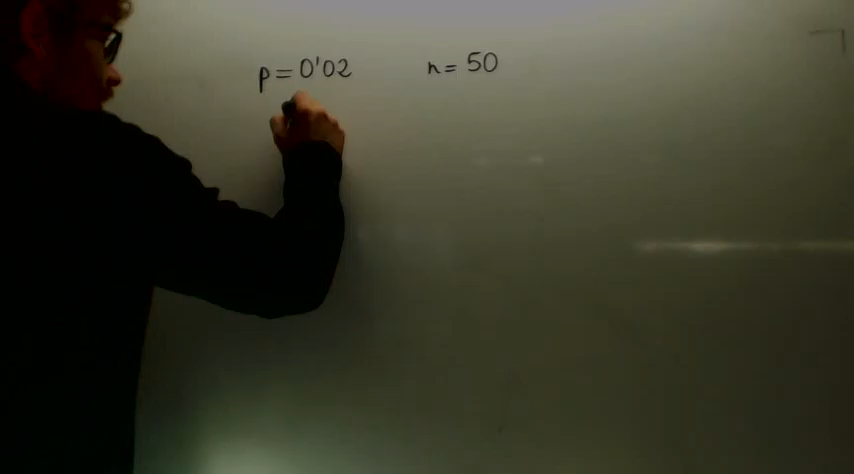 p = 0'02 n = 50